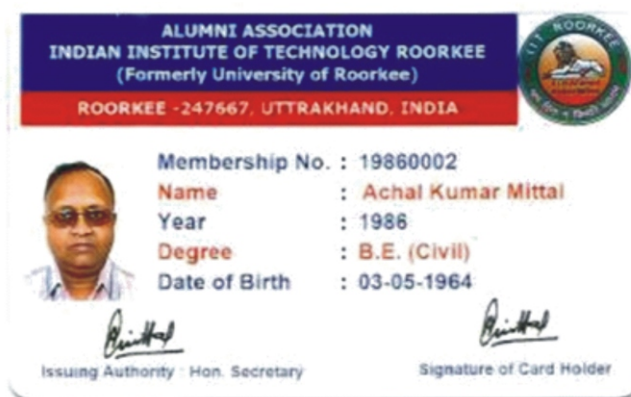 ALUMNI ASSOCIATION
INDIAN INSTITUTE OF TECHNOLOGY ROORKEE
(Formerly University of Roorkee)
ROORKEE -247667, UTTRAKHAND, INDIA
IIT ROORKEE
Membership No. : 19860002
Name : Achal Kumar Mittal
Year : 1986
Degree : B.E. (Civil)
Date of Birth : 03-05-1964
Issuing Authority : Hon. Secretary
Signature of Card Holder